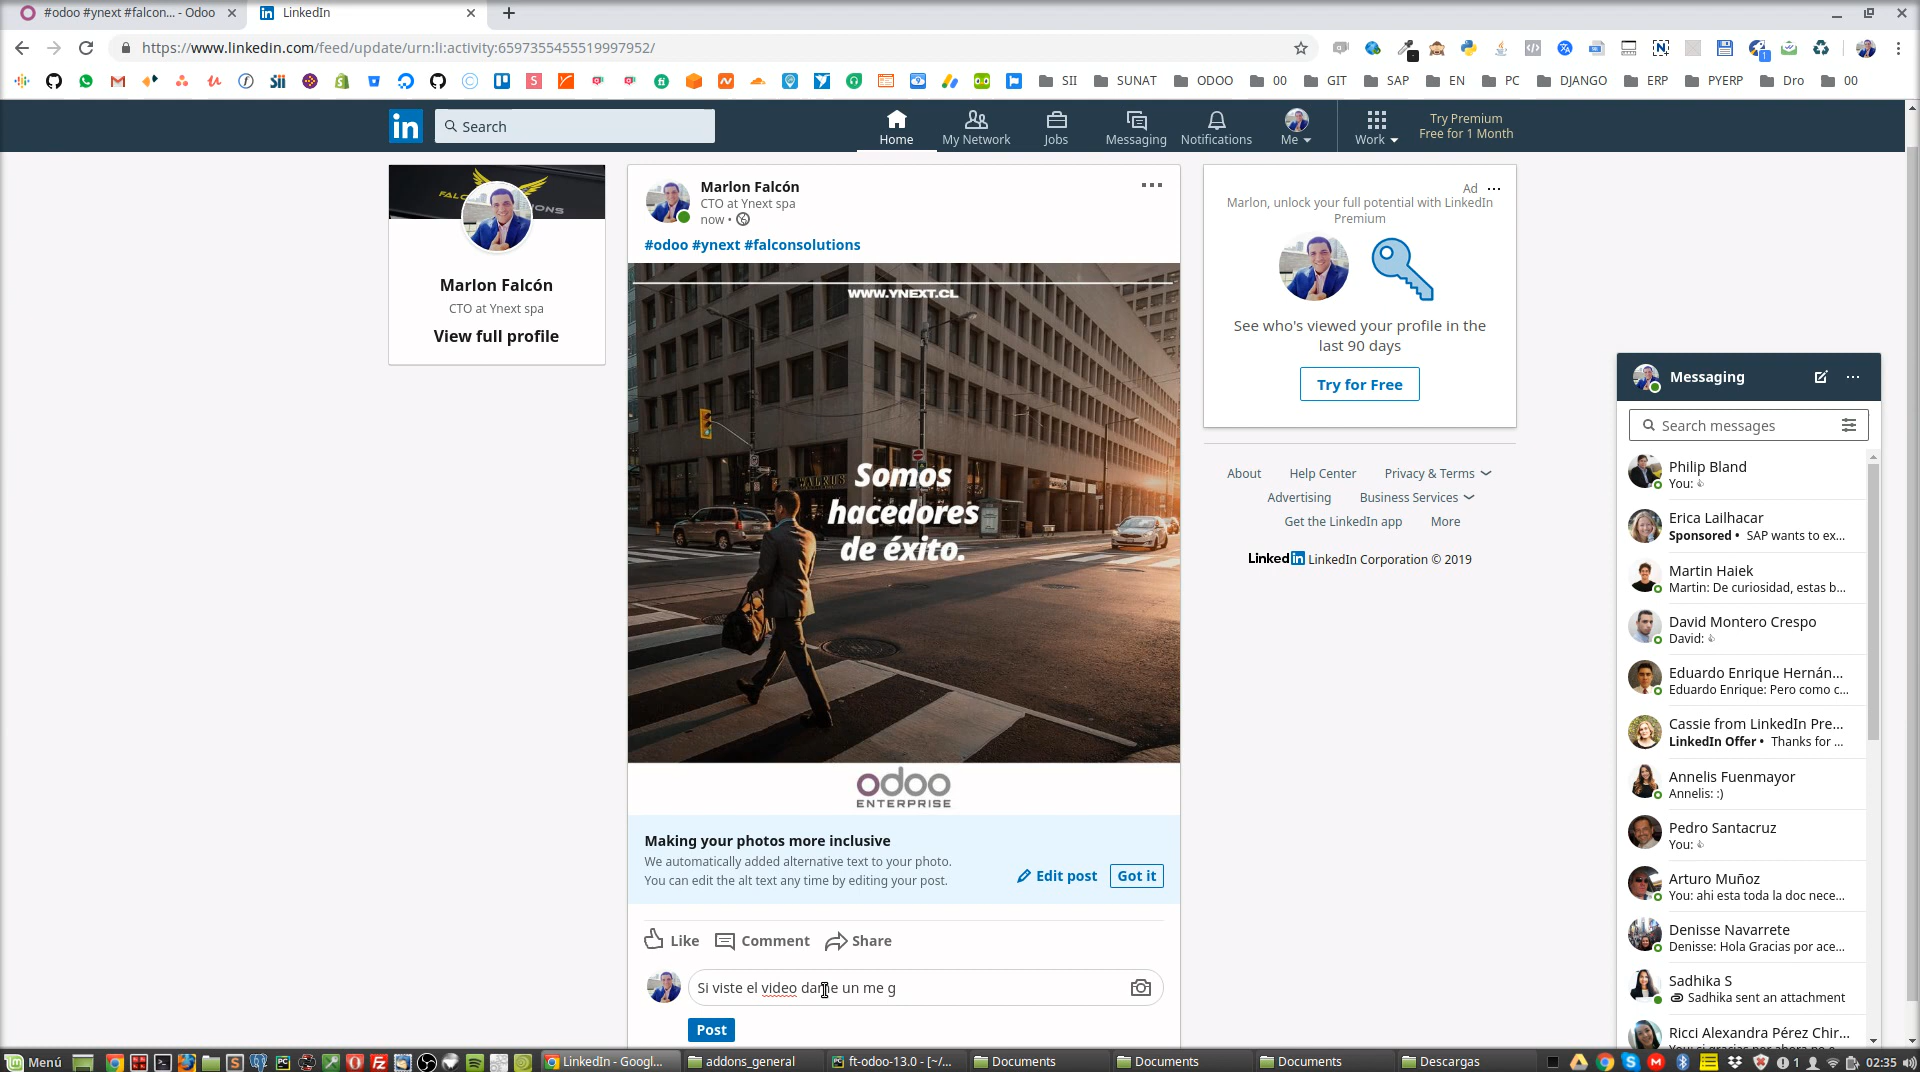 #odoo #ynext #falcon... - Odoo
LinkedIn
https://www.linkedin.com/feed/update/urn:li:activity:6597355455519997952/
SII
SUNAT
ODOO
00
GIT
SAP
EN
PC
DJANGO
ERP
PYERP
Dro
00
in
Search
Home
My Network
Jobs
Messaging
Notifications
Me
Work
Try Premium
Free for 1 Month
Marlon Falcón
CTO at Ynext spa
View full profile
Marlon Falcón
CTO at Ynext spa
now •
#odoo #ynext #falconsolutions
WWW.YNEXT.CL
Somos
hacedores
de éxito.
odoo
ENTERPRISE
Making your photos more inclusive
We automatically added alternative text to your photo.
You can edit the alt text any time by editing your post.
Edit post
Got it
Like
Comment
Share
Si viste el video dame un me g
Post
Ad
Marlon, unlock your full potential with LinkedIn
Premium
See who's viewed your profile in the
last 90 days
Try for Free
About
Help Center
Privacy & Terms
Advertising
Business Services
Get the LinkedIn app
More
LinkedIn LinkedIn Corporation © 2019
Messaging
Search messages
Philip Bland
You:
Erica Lailhacar
Sponsored • SAP wants to ex...
Martin Haiek
Martin: De curiosidad, estas b...
David Montero Crespo
David:
Eduardo Enrique Hernán...
Eduardo Enrique: Pero como c...
Cassie from LinkedIn Pre...
LinkedIn Offer • Thanks for ...
Annelis Fuenmayor
Annelis: :)
Pedro Santacruz
You:
Arturo Muñoz
You: ahi esta toda la doc nece...
Denisse Navarrete
Denisse: Hola Gracias por ace...
Sadhika S
Sadhika sent an attachment
Ricci Alexandra Pérez Chir...
Menú
LinkedIn - Googl...
addons_general
ft-odoo-13.0 - [~/...
Documents
Documents
Documents
Descargas
1
02:35